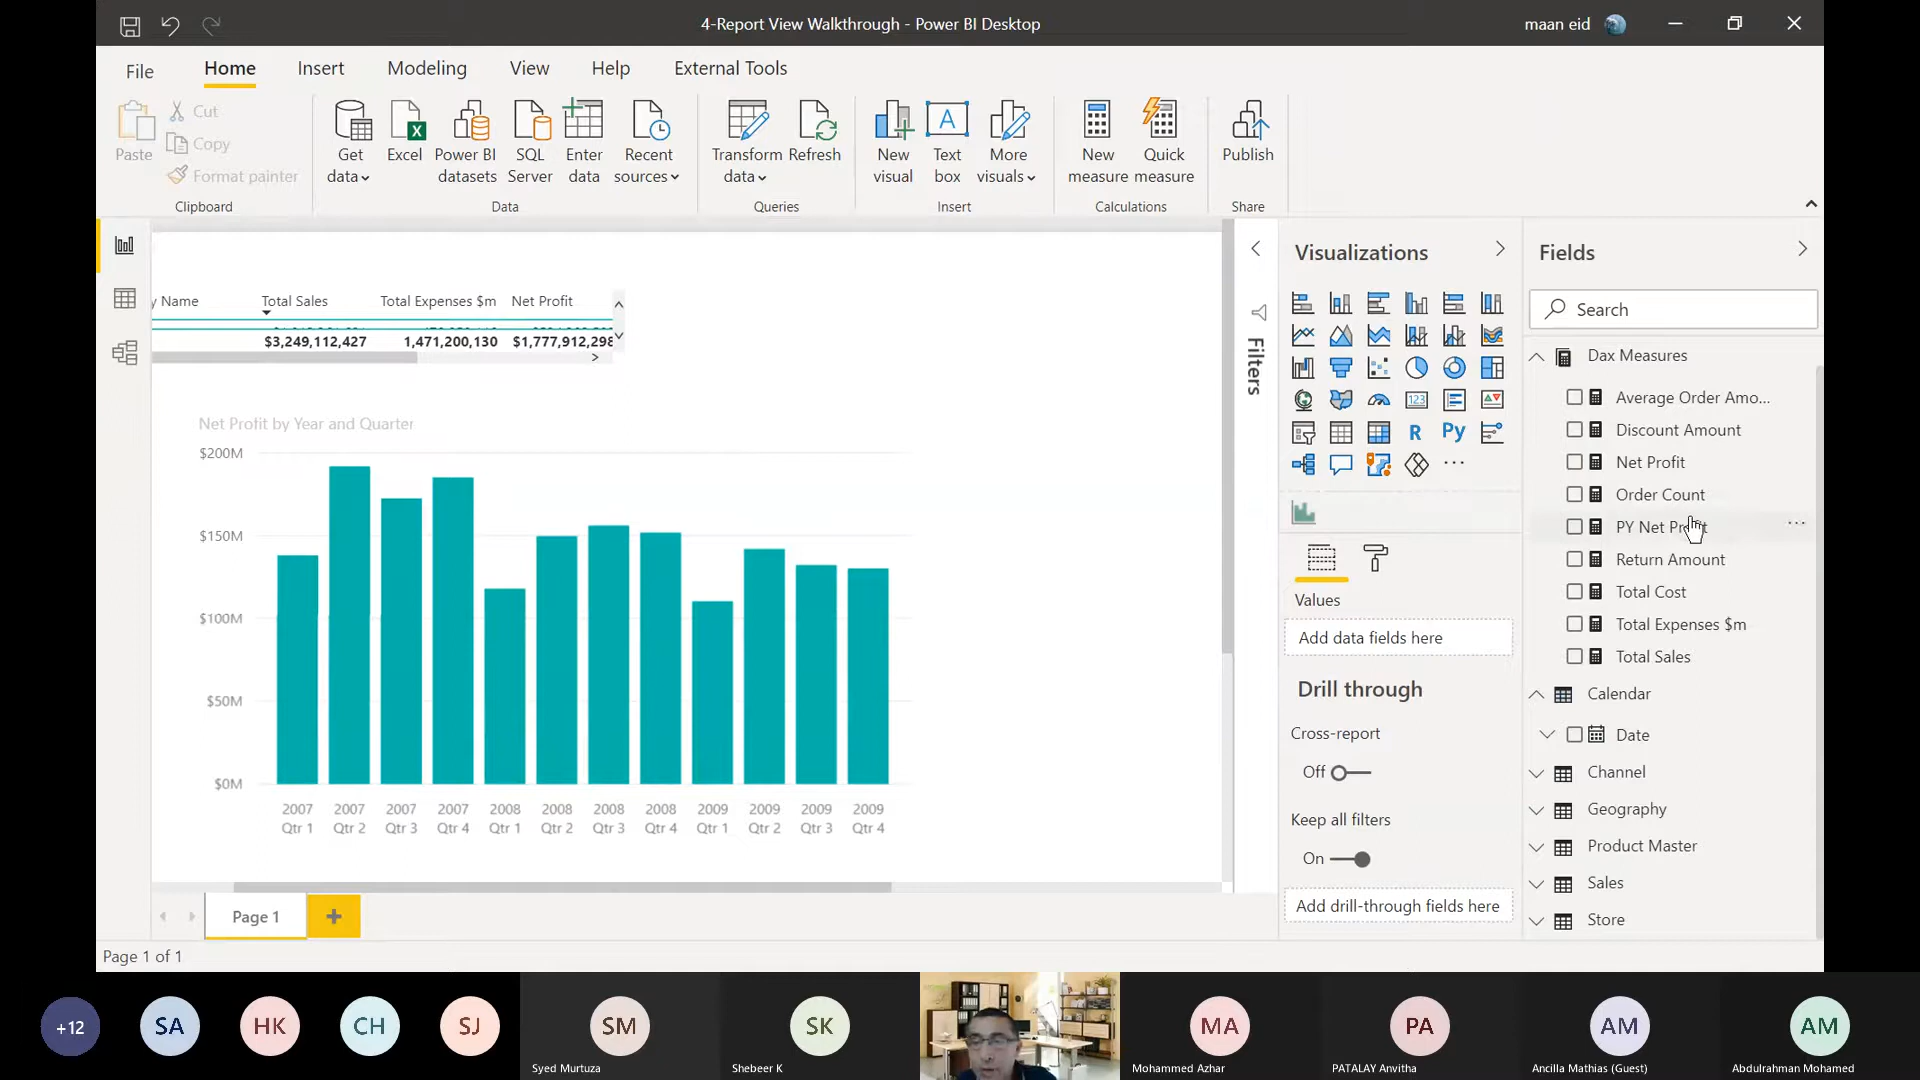 4-Report View Walkthrough - Power BI Desktop
maan eid
File
Home
Insert
Modeling
View
Help
External Tools
Paste
Cut
Copy
Format painter
Clipboard
Get data
Excel
Power BI datasets
SQL Server
Enter data
Recent sources
Data
Transform data
Refresh
Queries
New visual
Text box
More visuals
Insert
New measure
Quick measure
Calculations
Publish
Share
y Name
Total Sales
Total Expenses $m
Net Profit
$3,249,112,427
1,471,200,130
$1,777,912,298
Net Profit by Year and Quarter
$200M
$150M
$100M
$50M
$0M
2007 Qtr 1
2007 Qtr 2
2007 Qtr 3
2007 Qtr 4
2008 Qtr 1
2008 Qtr 2
2008 Qtr 3
2008 Qtr 4
2009 Qtr 1
2009 Qtr 2
2009 Qtr 3
2009 Qtr 4
Filters
Visualizations
123
R
Py
Values
Add data fields here
Drill through
Cross-report
Off
Keep all filters
On
Add drill-through fields here
Fields
Search
Dax Measures
Average Order Amo...
Discount Amount
Net Profit
Order Count
PY Net Profit
Return Amount
Total Cost
Total Expenses $m
Total Sales
Calendar
Date
Channel
Geography
Product Master
Sales
Store
Page 1
Page 1 of 1
+12
SA
HK
CH
SJ
SM
Syed Murtuza
SK
Shebeer K
MA
Mohammed Azhar
PA
PATALAY Anvitha
AM
Ancilla Mathias (Guest)
AM
Abdulrahman Mohamed